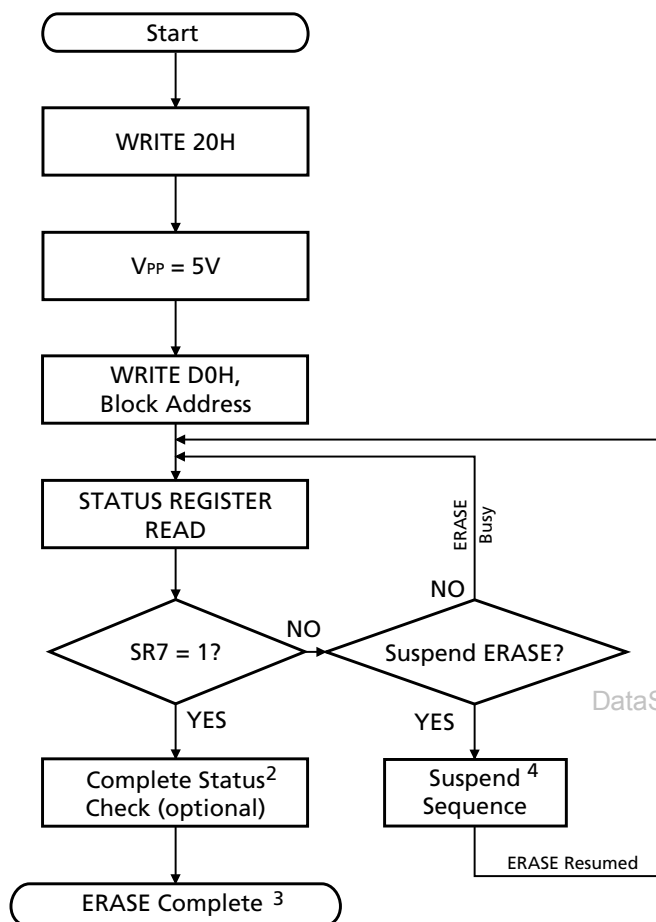 Start
WRITE 20H
VPP = 5V
WRITE D0H,
Block Address
STATUS REGISTER
READ
ERASE
Busy
NO
SR7 = 1?
NO
Suspend ERASE?
YES
YES
DataS
Complete Status2
Check (optional)
Suspend 4
Sequence
ERASE Resumed
ERASE Complete 3